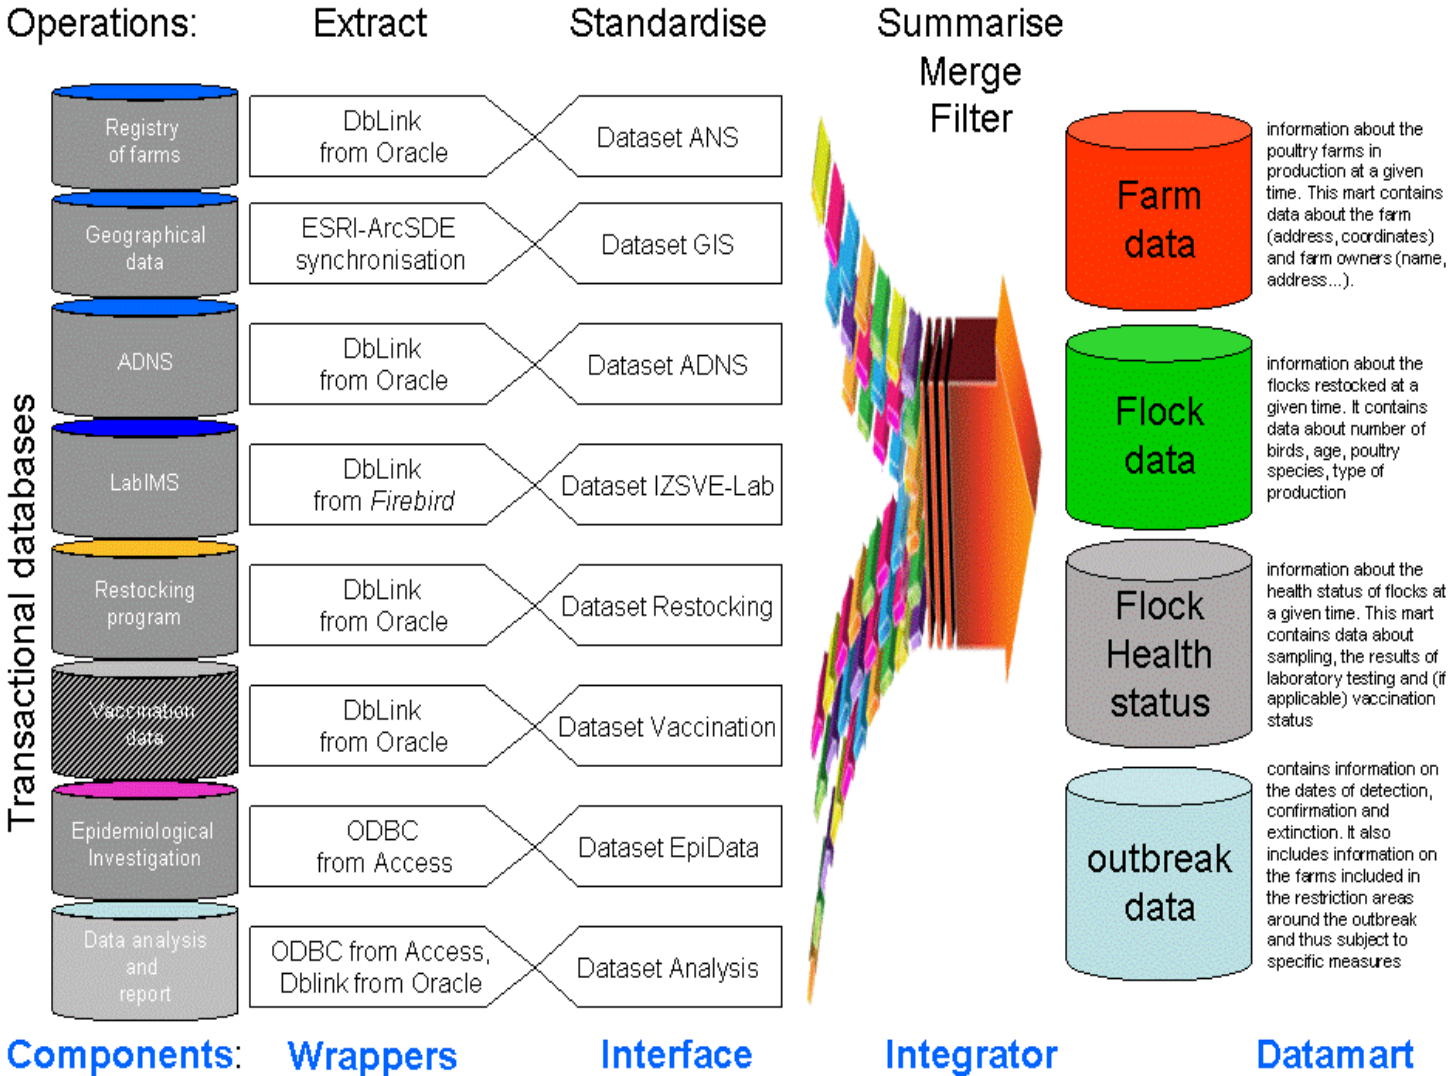 Operations:
Extract
Standardise
Summarise
Merge
Filter
Transactional databases
Registry
of farms
DbLink
from Oracle
Dataset ANS
Geographical
data
ESRI-ArcSDE
synchronisation
Dataset GIS
ADNS
DbLink
from Oracle
Dataset ADNS
LabIMS
DbLink
from Firebird
Dataset IZSVE-Lab
Restocking
program
DbLink
from Oracle
Dataset Restocking
Vaccination
data
DbLink
from Oracle
Dataset Vaccination
Epidemiological
Investigation
ODBC
from Access
Dataset EpiData
Data analysis
and
report
ODBC from Access,
Dblink from Oracle
Dataset Analysis
Farm
data
information about the
poultry farms in
production at a given
time. This mart contains
data about the farm
(address, coordinates)
and farm owners (name,
address...).
Flock
data
information about the
flocks restocked at a
given time. It contains
data about number of
birds, age, poultry
species, type of
production
Flock
Health
status
information about the
health status of flocks at
a given time. This mart
contains data about
sampling, the results of
laboratory testing and (if
applicable) vaccination
status
outbreak
data
contains information on
the dates of detection,
confirmation and
extinction. It also
includes information on
the farms included in
the restriction areas
around the outbreak
and thus subject to
specific measures
Components:
Wrappers
Interface
Integrator
Datamart